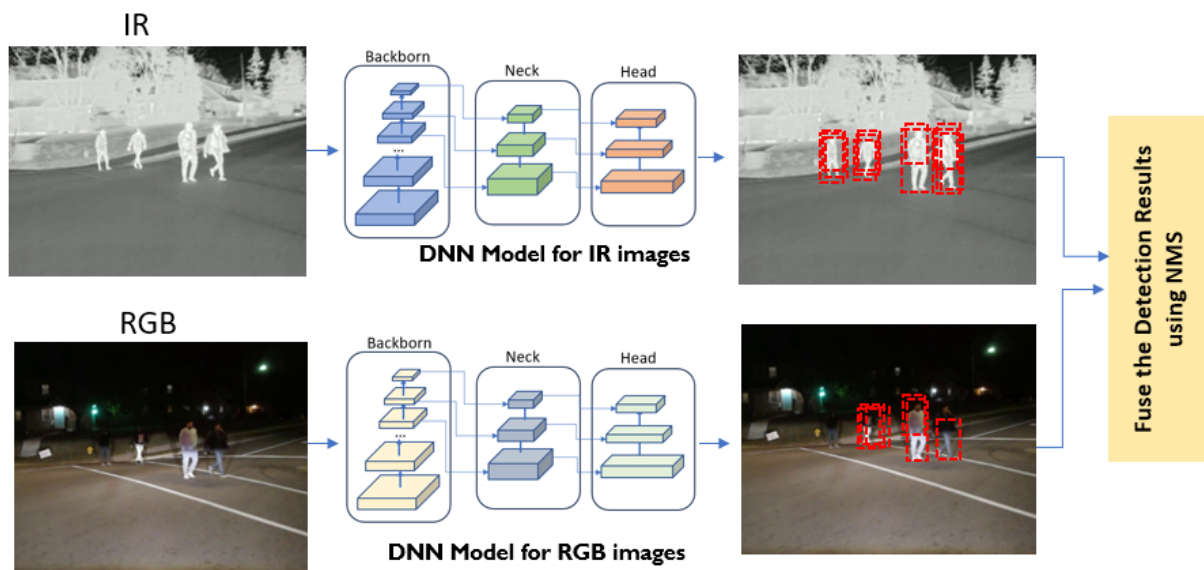 IR
Backborn
Neck
Head
...
DNN Model for IR images
RGB
Backborn
Neck
Head
...
DNN Model for RGB images
Fuse the Detection Results
using NMS